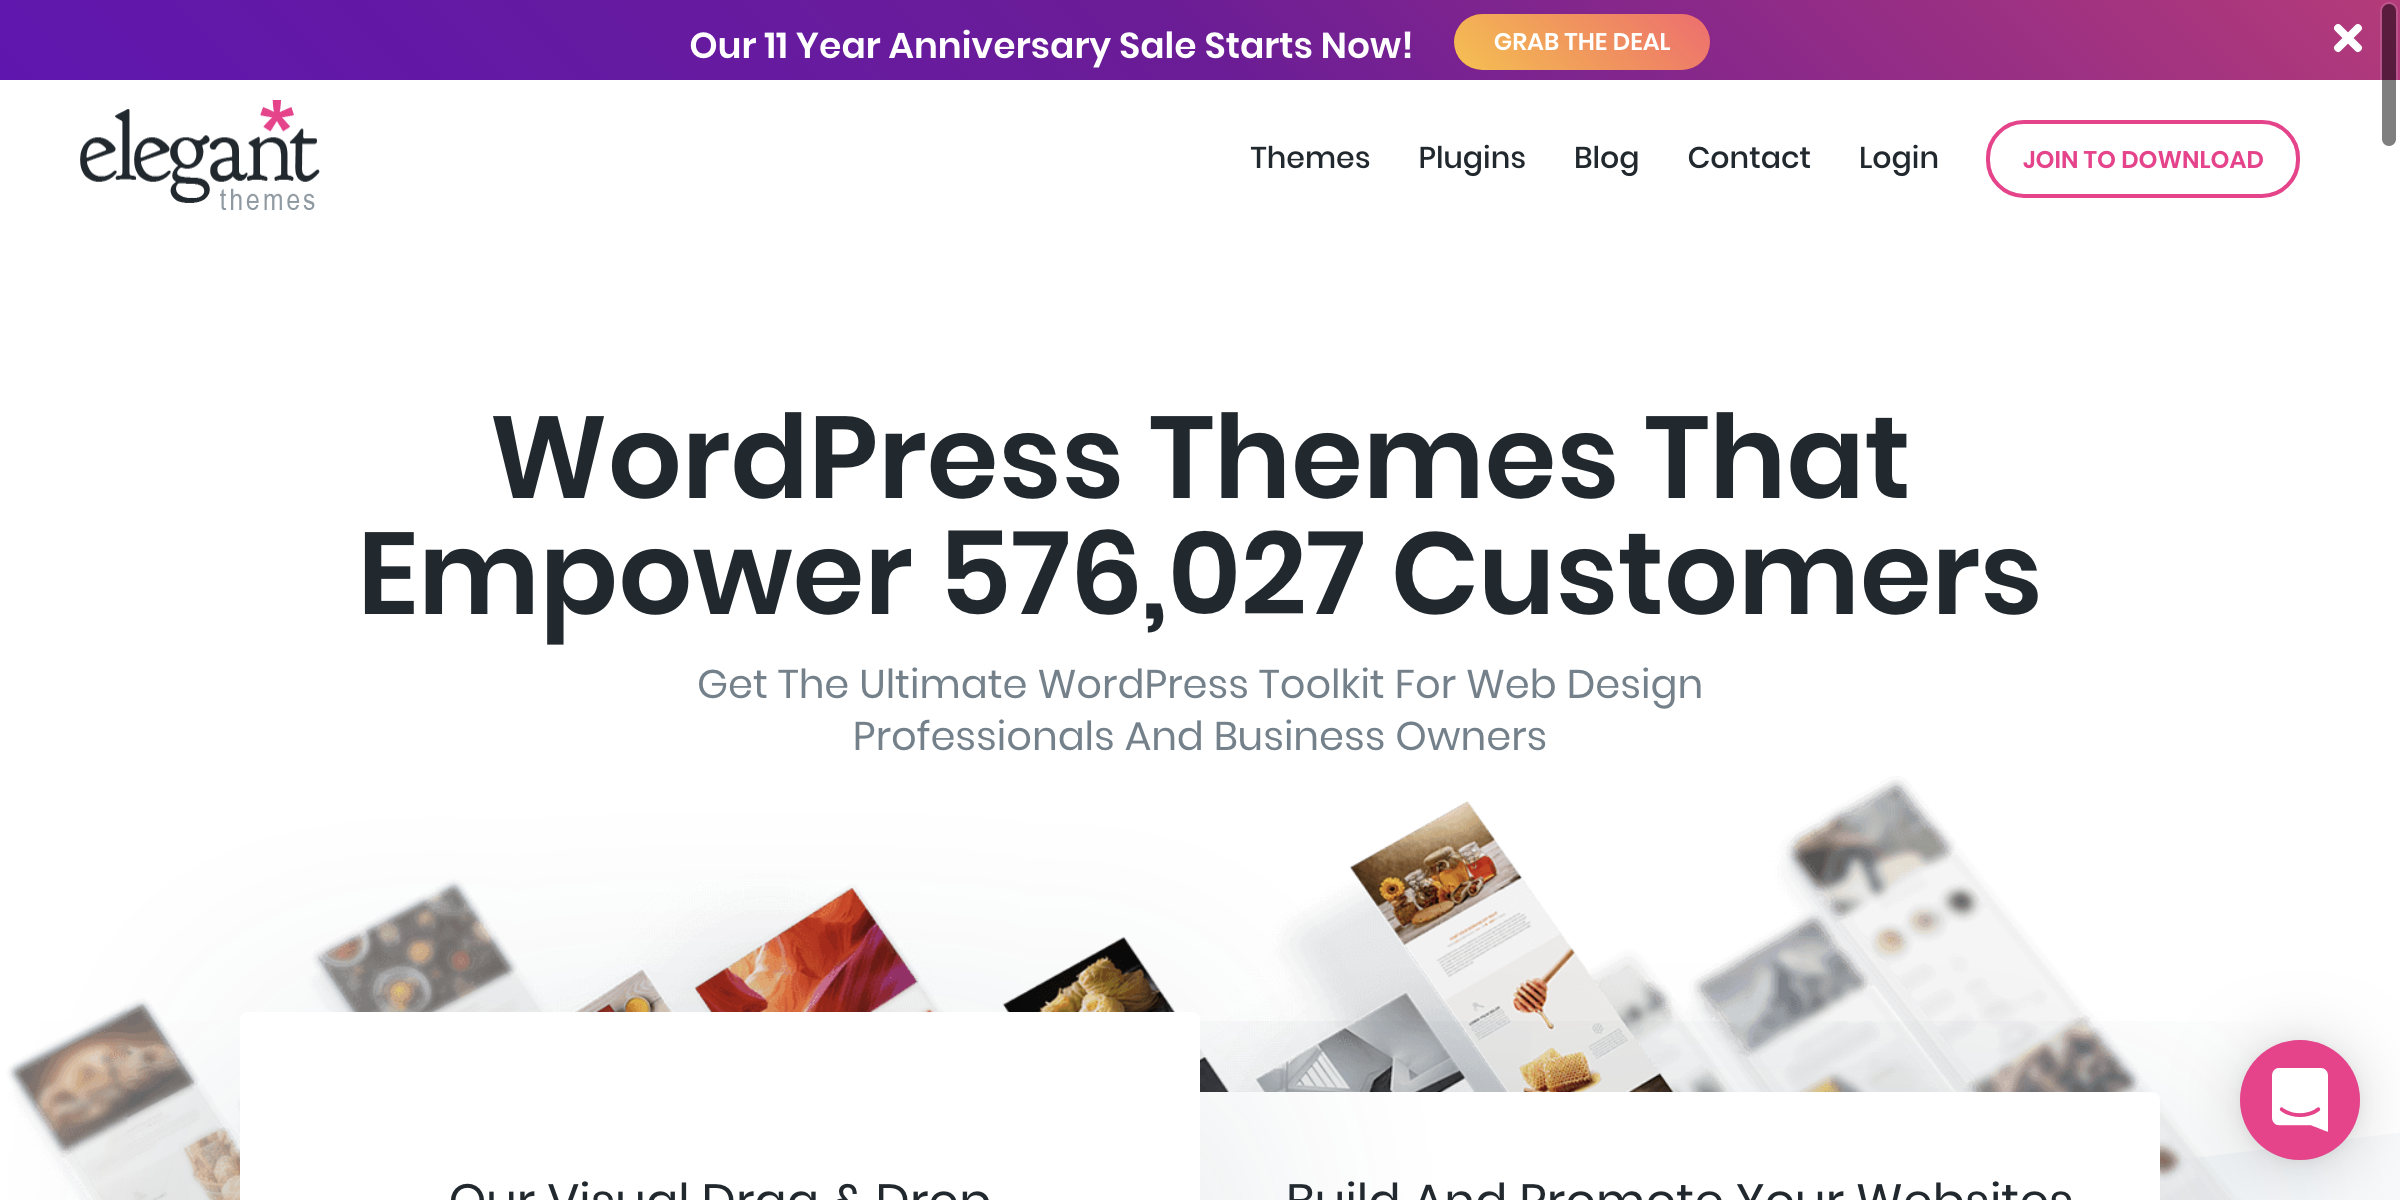 Our 11 Year Anniversary Sale Starts Now!
GRAB THE DEAL
elegant
themes
Themes
Plugins
Blog
Contact
Login
JOIN TO DOWNLOAD
WordPress Themes That
Empower 576,027 Customers
Get The Ultimate WordPress Toolkit For Web Design
Professionals And Business Owners
Our Visual Drag & Drop
Build And Promote Your Websites